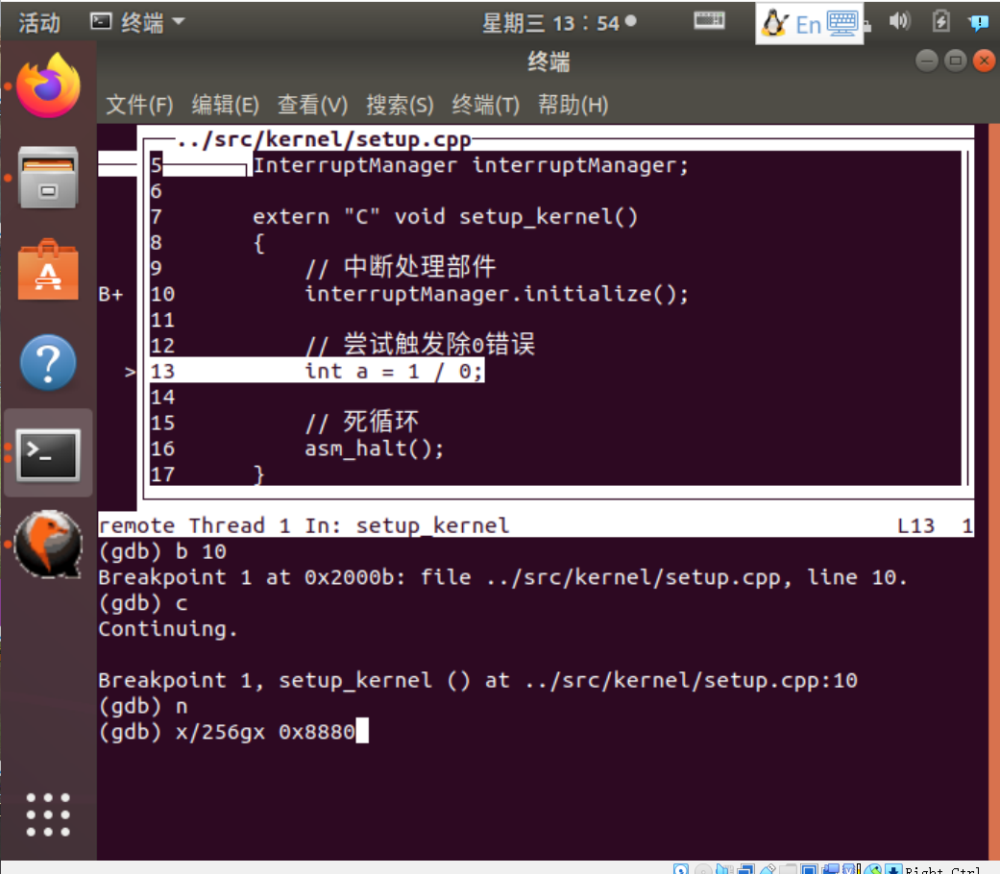 活动 终端 星期三 13：54 En
终端
文件(F) 编辑(E) 查看(V) 搜索(S) 终端(T) 帮助(H)
../src/kernel/setup.cpp
5 InterruptManager interruptManager;
6
7 extern "C" void setup_kernel()
8 {
9 // 中断处理部件
B+ 10 interruptManager.initialize();
11
12 // 尝试触发除0错误
> 13 int a = 1 / 0;
14
15 // 死循环
16 asm_halt();
17 }
remote Thread 1 In: setup_kernel L13 1
(gdb) b 10
Breakpoint 1 at 0x2000b: file ../src/kernel/setup.cpp, line 10.
(gdb) c
Continuing.
Breakpoint 1, setup_kernel () at ../src/kernel/setup.cpp:10
(gdb) n
(gdb) x/256gx 0x8880
Right Ctrl